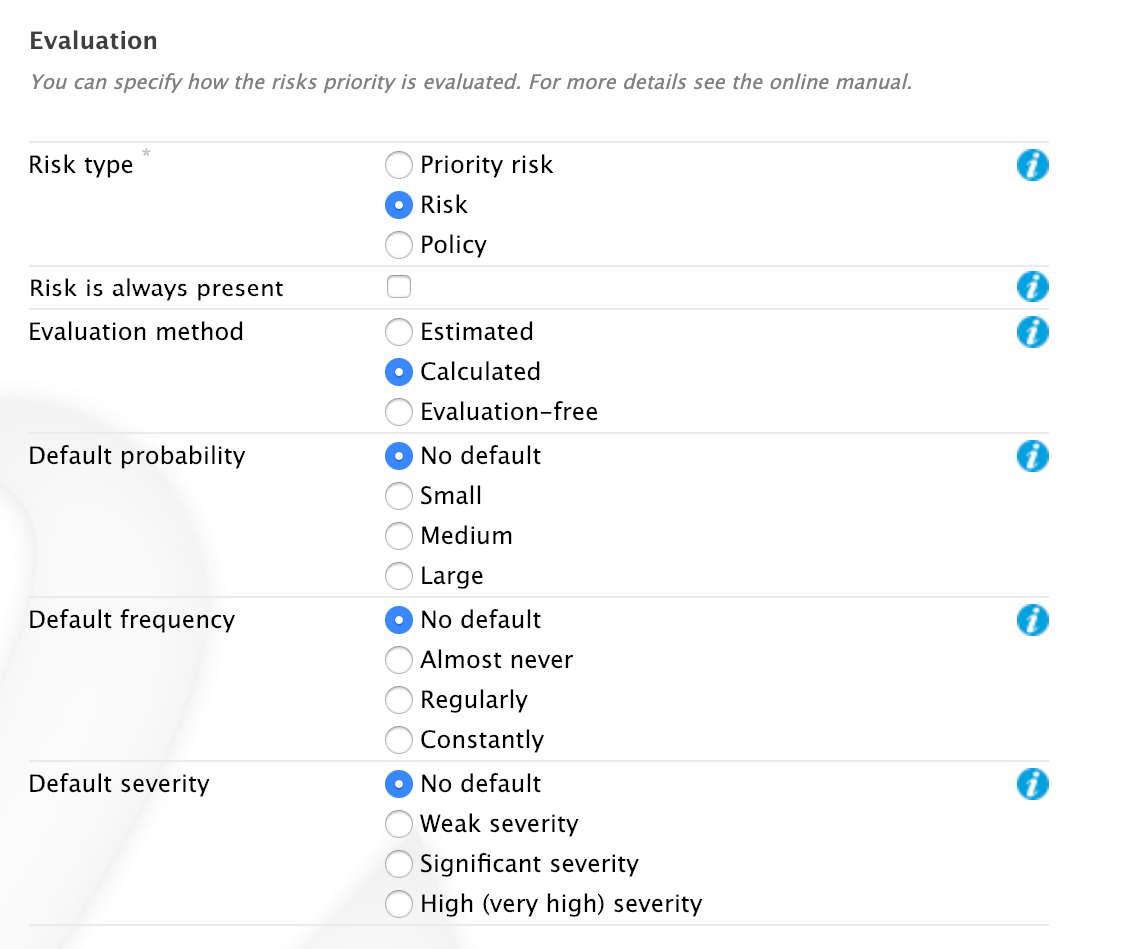 Evaluation
You can specify how the risks priority is evaluated. For more details see the online manual.
Risk type * Priority risk
Risk
Policy
Risk is always present
Evaluation method Estimated
Calculated
Evaluation-free
Default probability No default
Small
Medium
Large
Default frequency No default
Almost never
Regularly
Constantly
Default severity No default
Weak severity
Significant severity
High (very high) severity